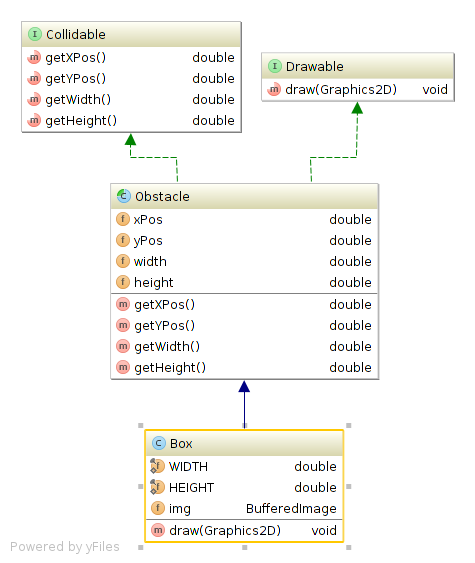 I Collidable
m getXPos() double
m getYPos() double
m getWidth() double
m getHeight() double
I Drawable
m draw(Graphics2D) void
C Obstacle
f xPos double
f yPos double
f width double
f height double
m getXPos() double
m getYPos() double
m getWidth() double
m getHeight() double
C Box
f WIDTH double
f HEIGHT double
f img BufferedImage
m draw(Graphics2D) void
Powered by yFiles